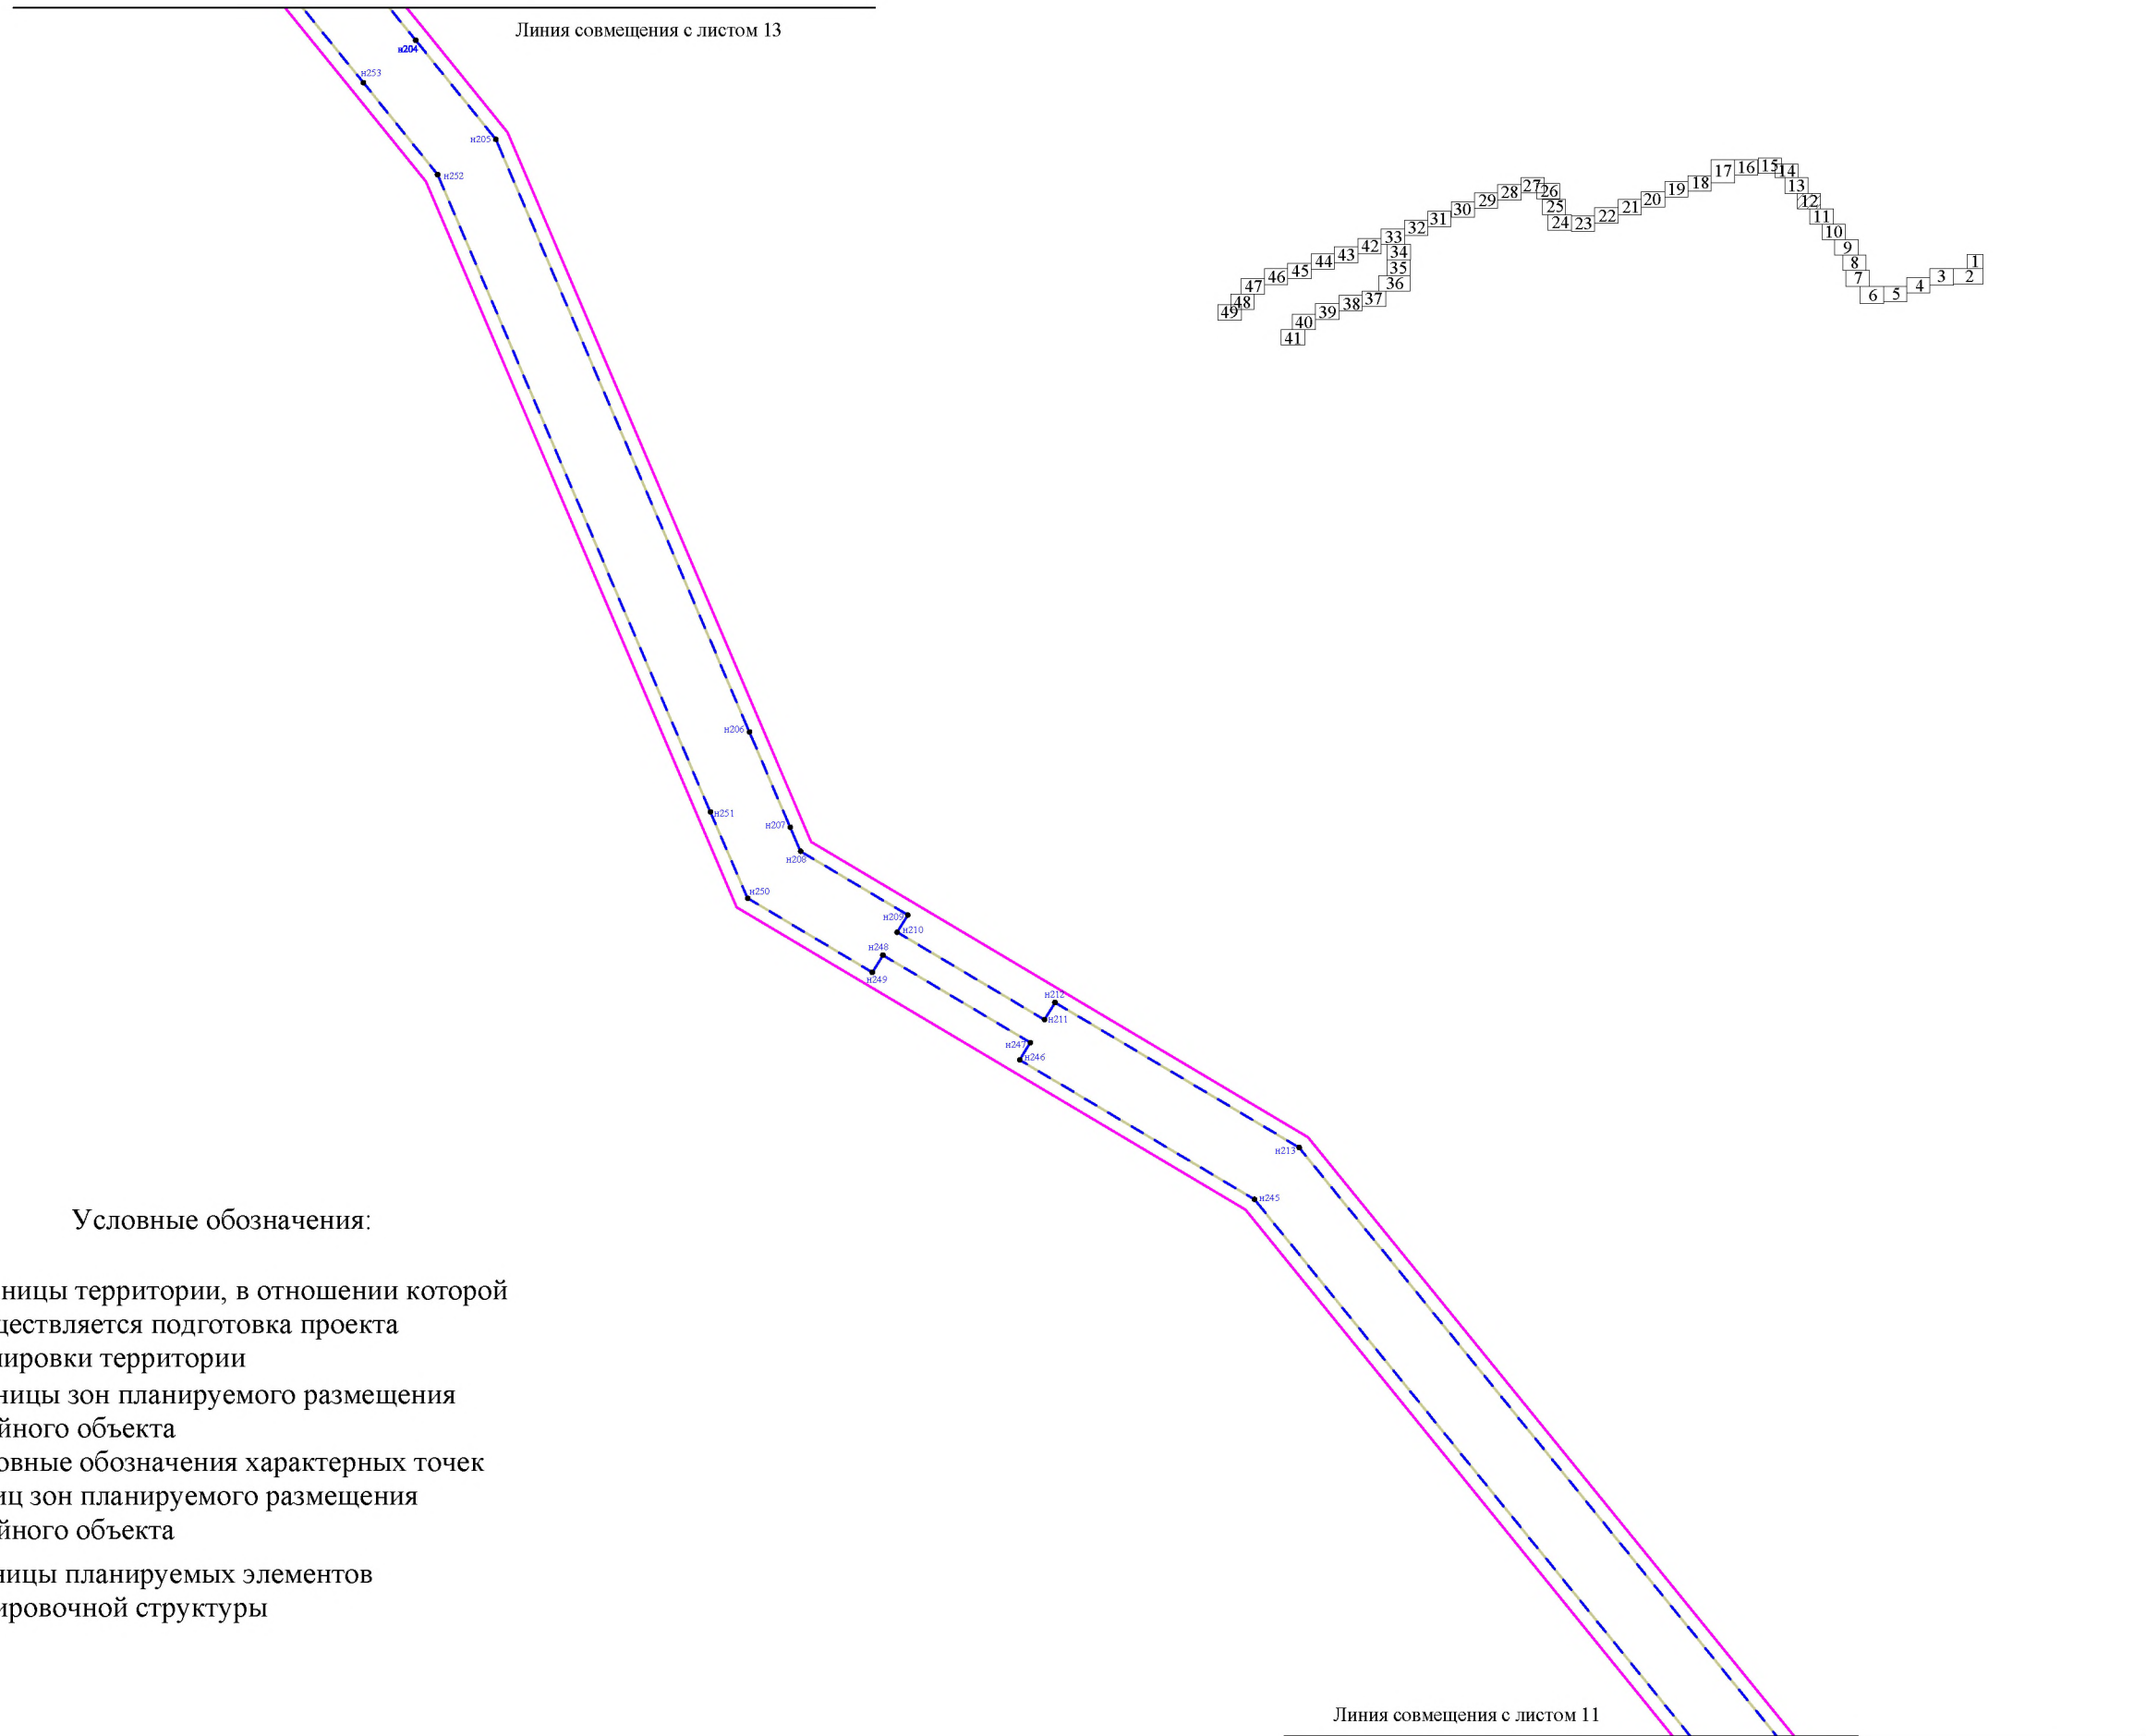 Линия совмещения с листом 13
н204
н253
н205
н252
17 16 15 14
13
12
11
10
9
8
7
6 5 4 3 2
1
27 26
25
24 23 22 21 20 19 18
33 32 31 30 29 28
34
35
36
37
38
39
40
41
49 48 47 46 45 44 43 42
н206
н251
н207
н208
н250
н209
н210
н248
н249
н212
н211
н247
н246
н213
н245
Условные обозначения:
ницы территории, в отношении которой
ществляется подготовка проекта
ировки территории
ницы зон планируемого размещения
йного объекта
овные обозначения характерных точек
иц зон планируемого размещения
йного объекта
ницы планируемых элементов
ировочной структуры
Линия совмещения с листом 11